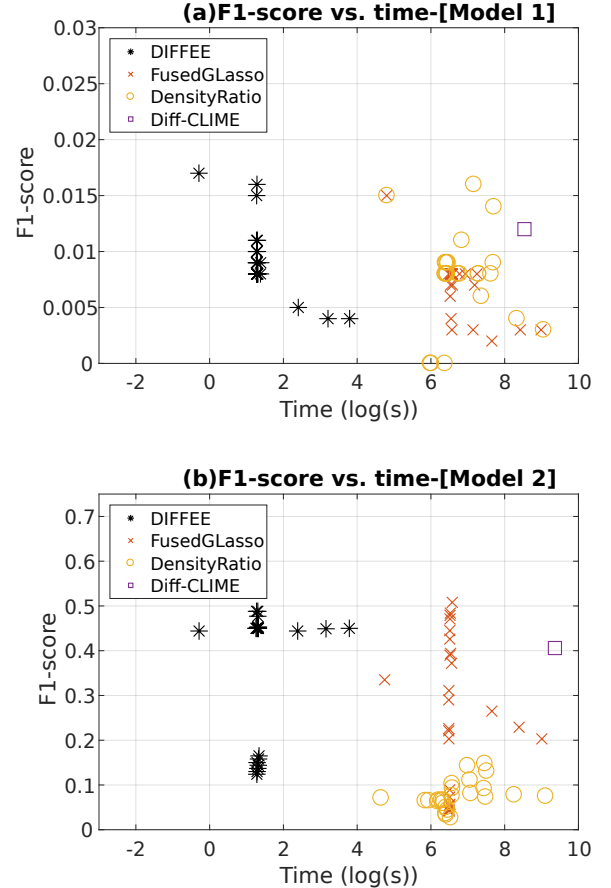 (a)F1-score vs. time-[Model 1]
0.03
0.025
0.02
0.015
0.01
0.005
0
F1-score
DIFFEE
FusedGLasso
DensityRatio
Diff-CLIME
-2 0 2 4 6 8 10
Time (log(s))
(b)F1-score vs. time-[Model 2]
0.7
0.6
0.5
0.4
0.3
0.2
0.1
0
F1-score
DIFFEE
FusedGLasso
DensityRatio
Diff-CLIME
-2 0 2 4 6 8 10
Time (log(s))